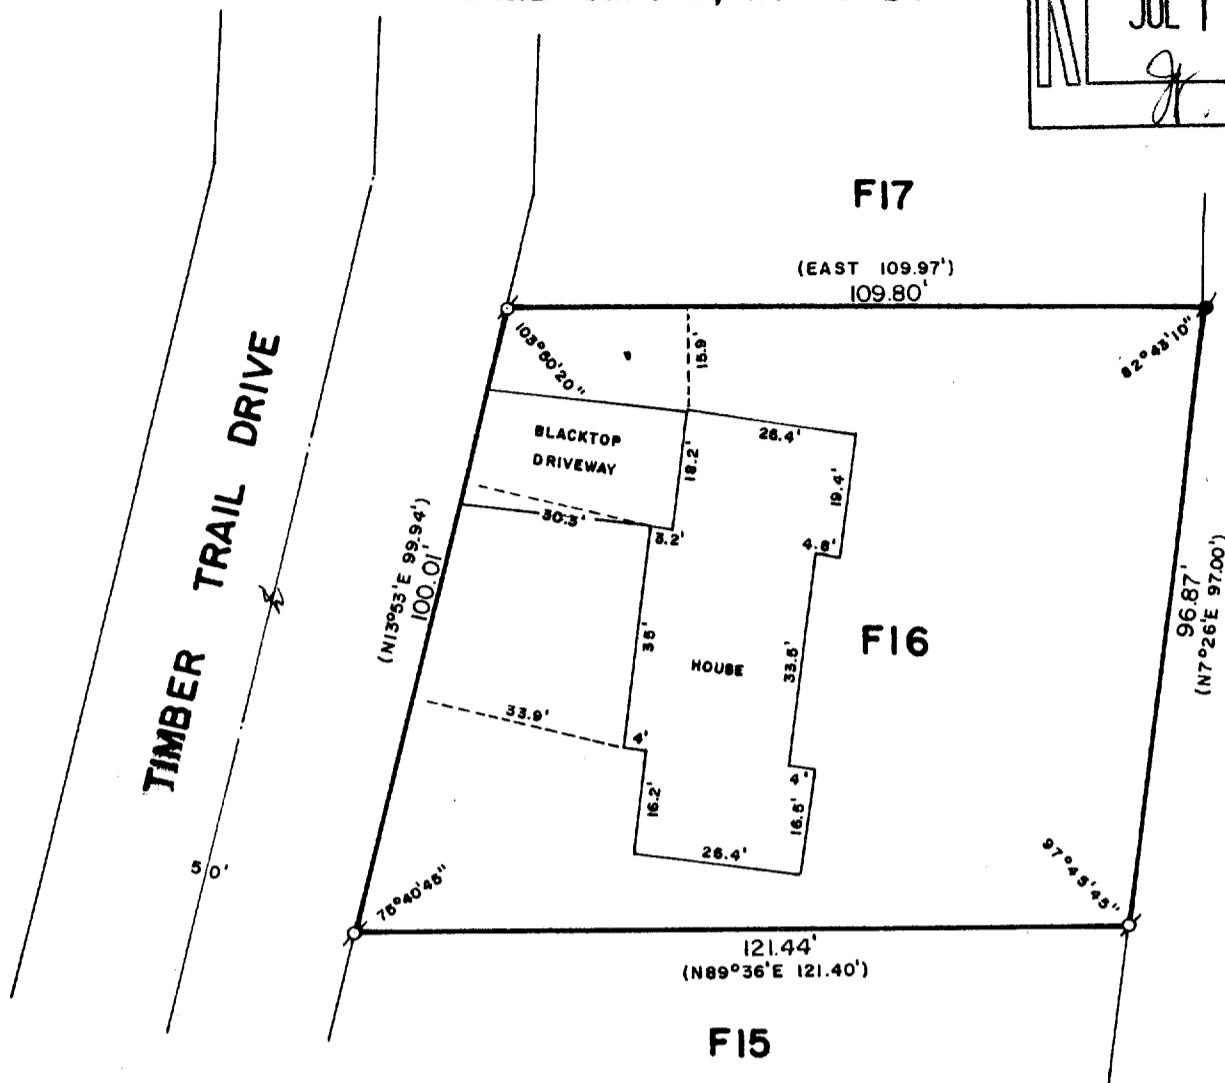 JUL 1
F17
(EAST 109.97')
109.80'
103°50'20"
15.9'
82°43'10"
BLACKTOP
DRIVEWAY
26.4'
18.2'
19.4'
30.3'
3.2'
4.8'
TIMBER TRAIL DRIVE
(N13°53'E 99.94')
100.01'
35'
HOUSE
33.5'
F16
96.87'
(N7°26'E 97.00')
33.9'
4'
4'
16.2'
16.5'
26.4'
50'
75°40'45"
97°45'45"
121.44'
(N89°36'E 121.40')
F15